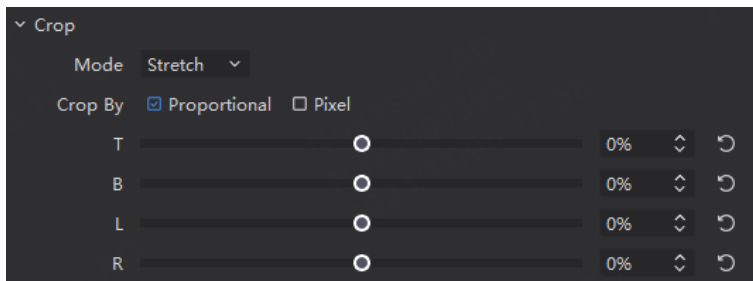 Crop
Mode Stretch
Crop By Proportional Pixel
T 0%
B 0%
L 0%
R 0%